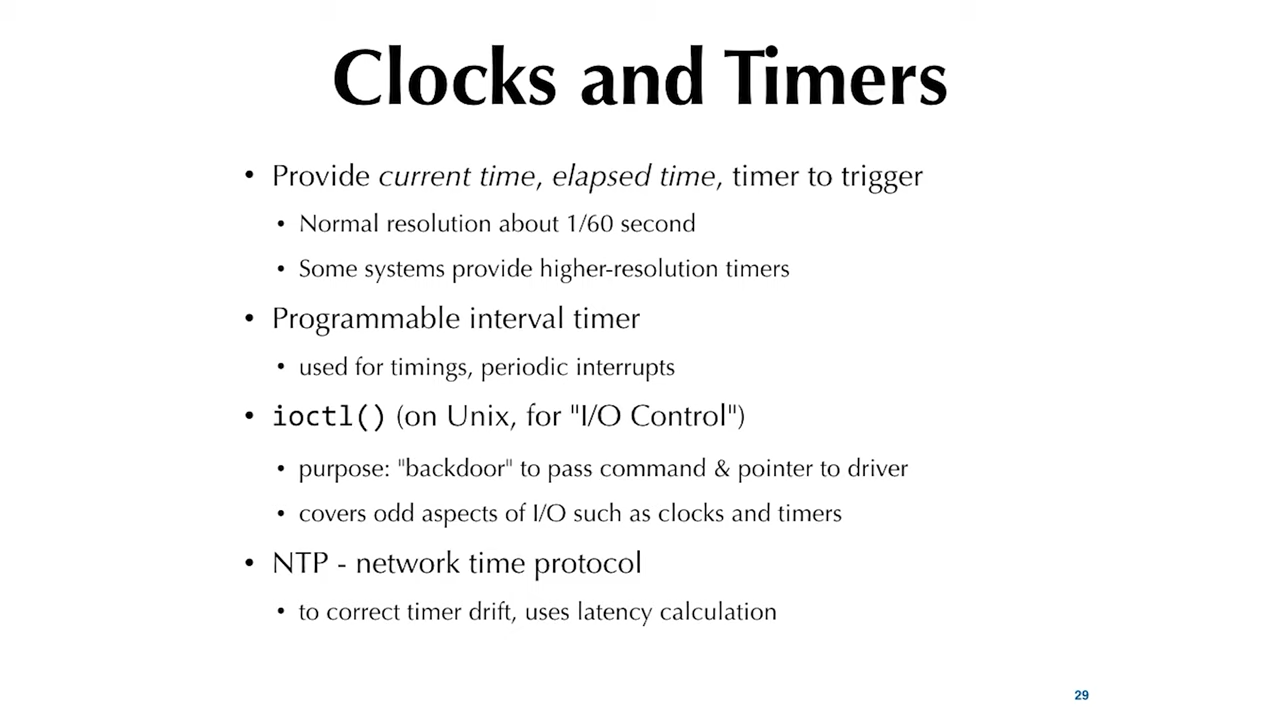 Clocks and Timers
• Provide current time, elapsed time, timer to trigger
• Normal resolution about 1/60 second
• Some systems provide higher-resolution timers
• Programmable interval timer
• used for timings, periodic interrupts
• ioctl() (on Unix, for "I/O Control")
• purpose: "backdoor" to pass command & pointer to driver
• covers odd aspects of I/O such as clocks and timers
• NTP - network time protocol
• to correct timer drift, uses latency calculation
29